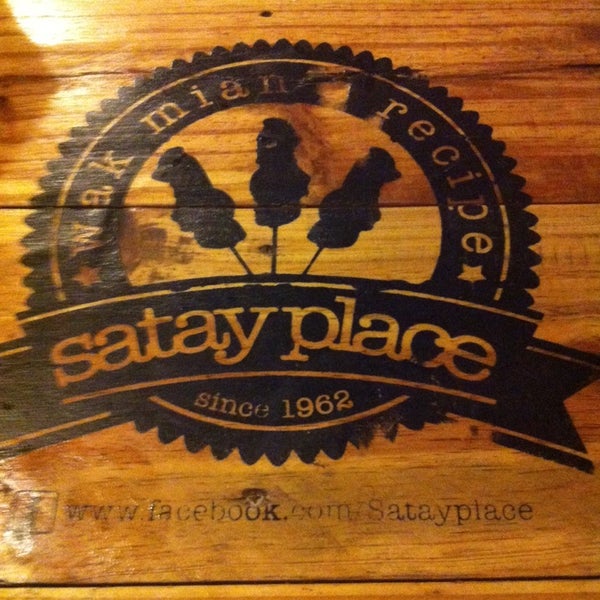 wak mian recipe
satay place
since 1962
f www.facebook.com/Satayplace